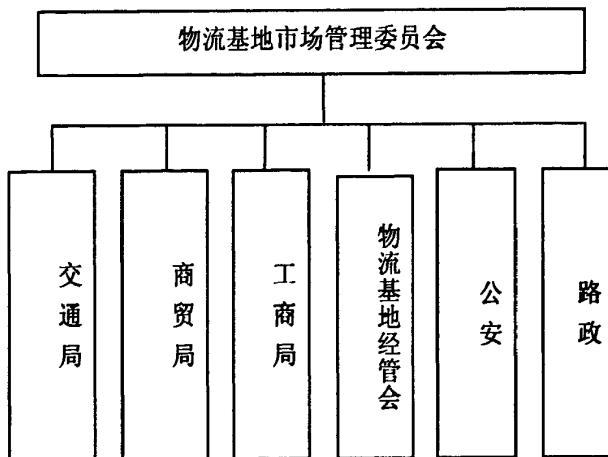 物流基地市场管理委员会
交通局
商贸局
工商局
物流基地经管会
公安
路政